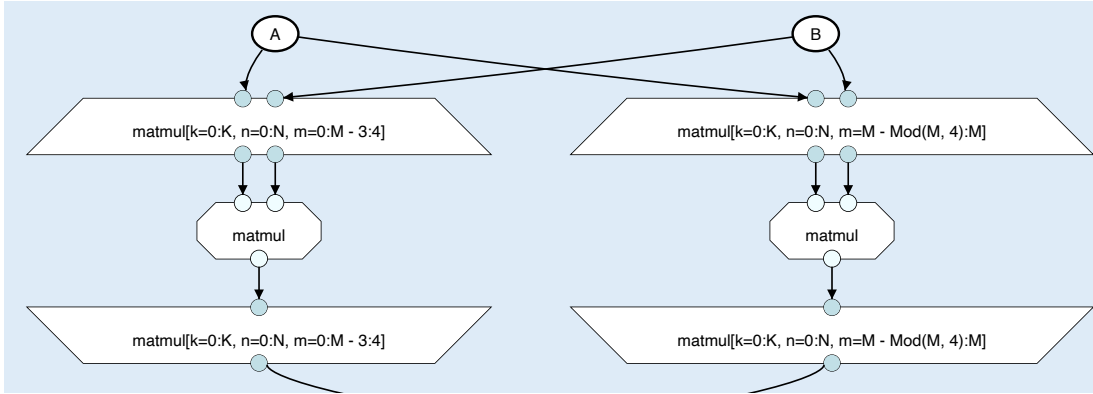 A
B
matmul[k=0:K, n=0:N, m=0:M - 3:4]
matmul[k=0:K, n=0:N, m=M - Mod(M, 4):M]
matmul
matmul
matmul[k=0:K, n=0:N, m=0:M - 3:4]
matmul[k=0:K, n=0:N, m=M - Mod(M, 4):M]